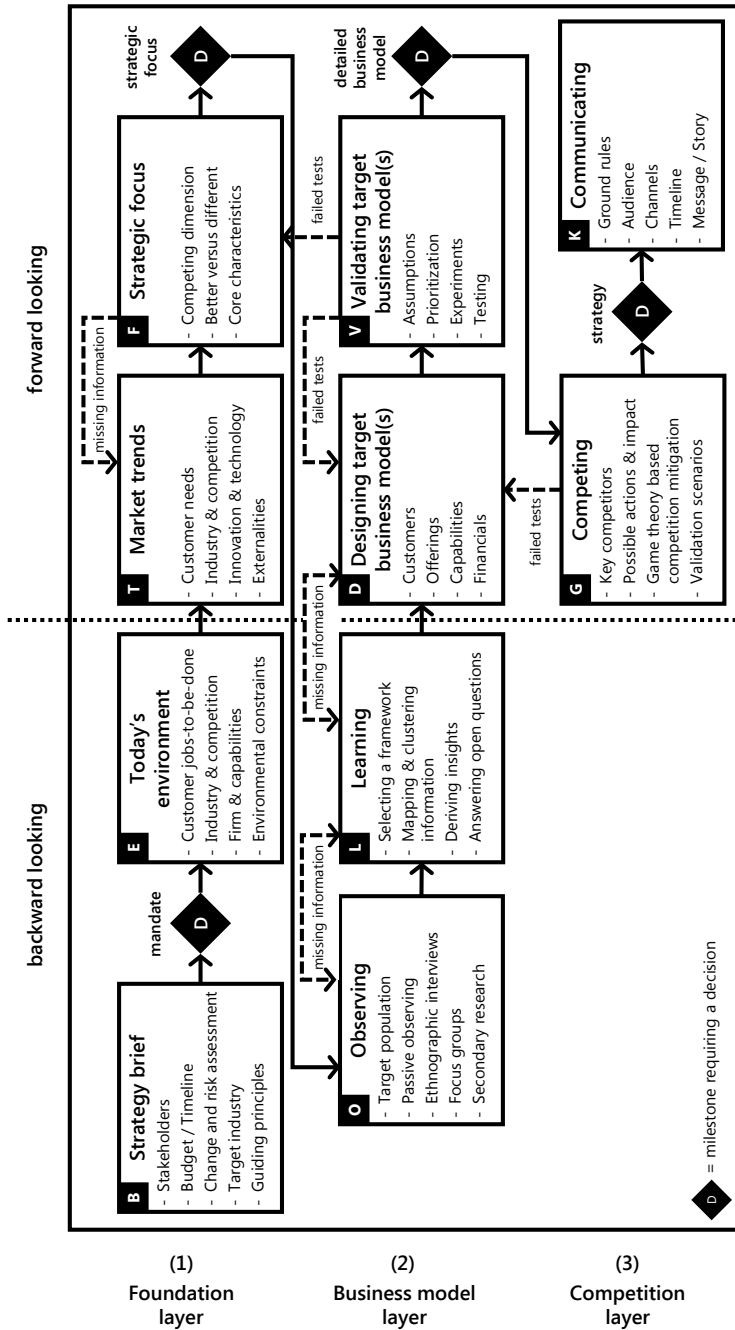 backward looking
forward looking
(1)
Foundation
layer
B
Strategy brief
- Stakeholders
- Budget / Timeline
- Change and risk assessment
- Target industry
- Guiding principles
mandate
D
E
Today's
environment
- Customer jobs-to-be-done
- Industry & competition
- Firm & capabilities
- Environmental constraints
T
Market trends
- Customer needs
- Industry & competition
- Innovation & technology
- Externalities
missing information
F
Strategic focus
- Competing dimension
- Better versus different
- Core characteristics
strategic
focus
D
(2)
Business model
layer
O
Observing
- Target population
- Passive observing
- Ethnographic interviews
- Focus groups
- Secondary research
missing information
L
Learning
- Selecting a framework
- Mapping & clustering
information
- Deriving insights
- Answering open questions
missing information
D
Designing target
business model(s)
- Customers
- Offerings
- Capabilities
- Financials
failed tests
V
Validating target
business model(s)
- Assumptions
- Prioritization
- Experiments
- Testing
failed tests
detailed
business
model
D
(3)
Competition
layer
failed tests
G
Competing
- Key competitors
- Possible actions & impact
- Game theory based
competition mitigation
- Validation scenarios
strategy
D
K
Communicating
- Ground rules
- Audience
- Channels
- Timeline
- Message / Story
D
= milestone requiring a decision